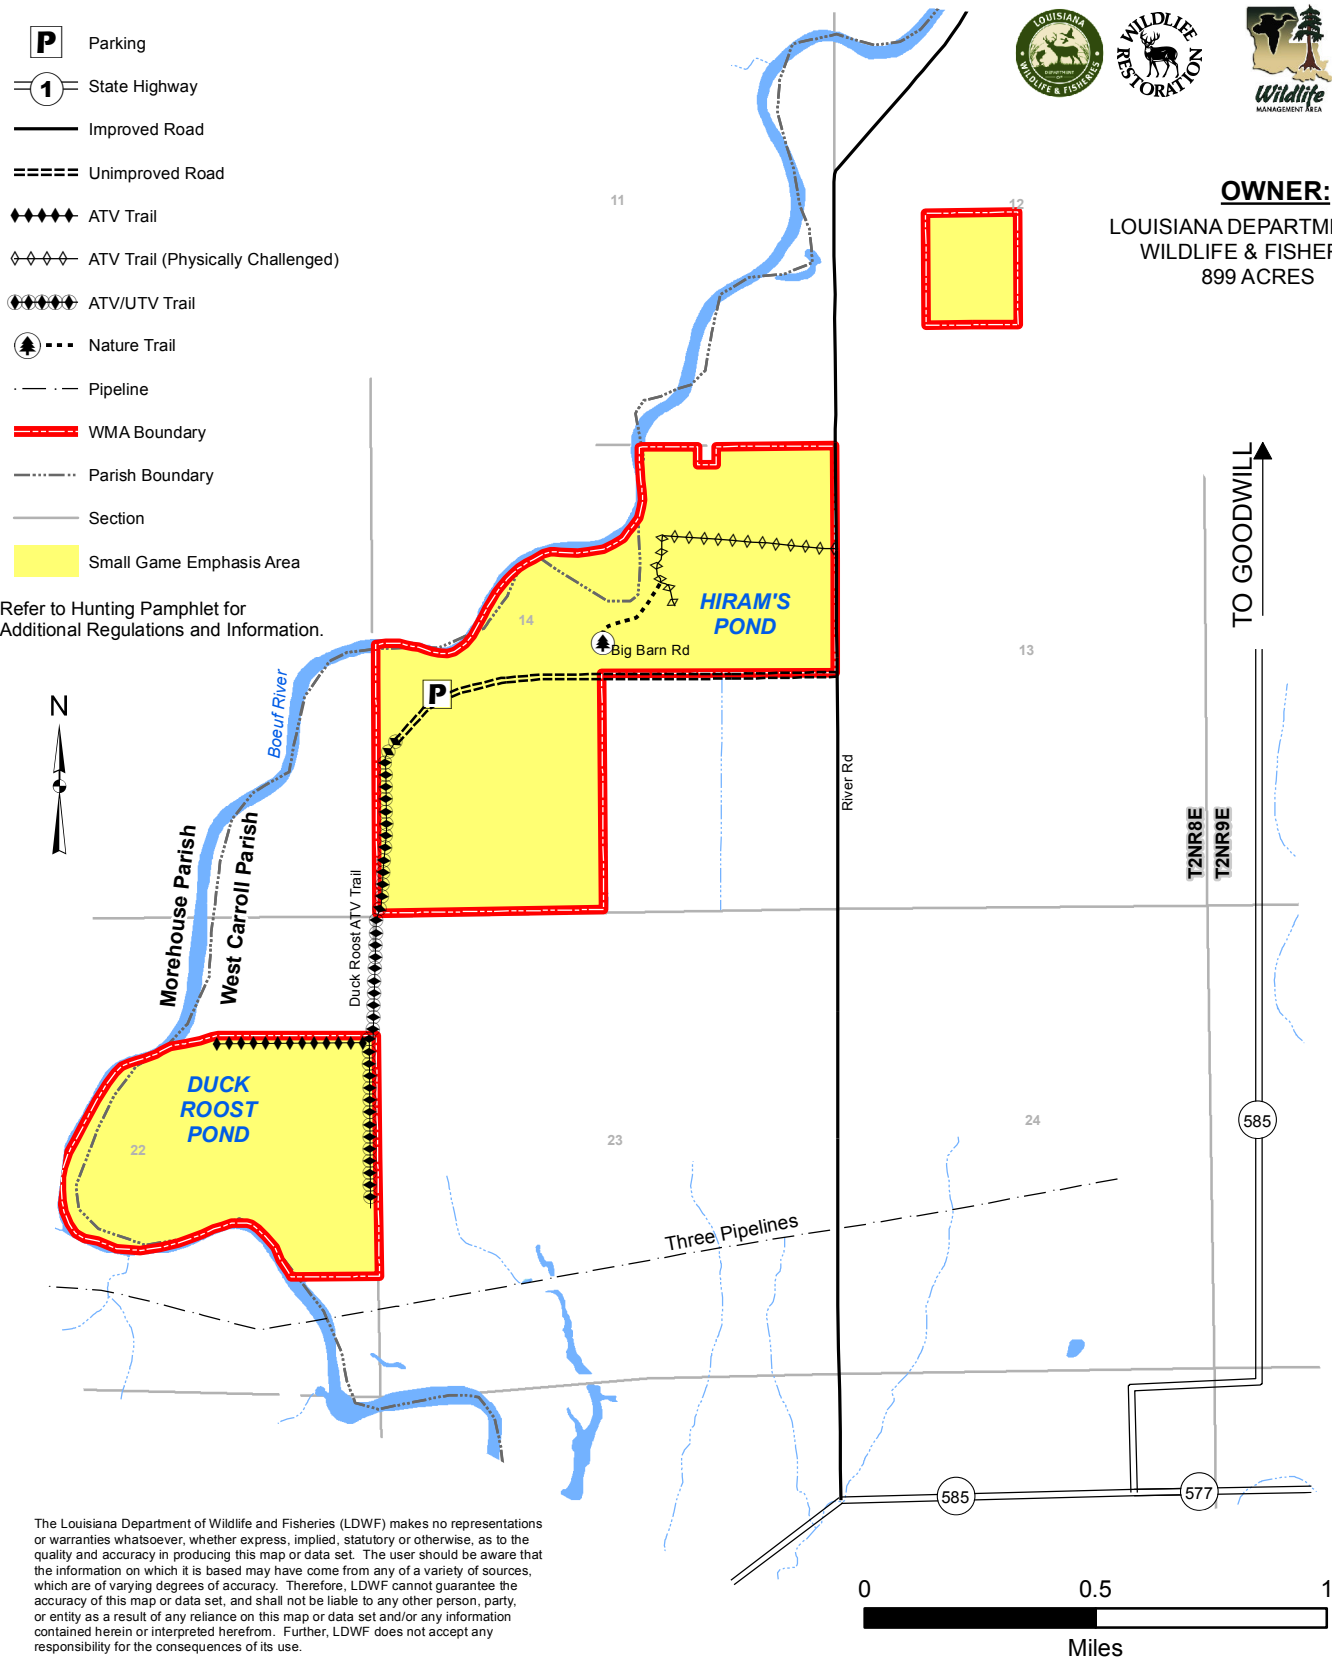 P Parking
1 State Highway
Improved Road
Unimproved Road
ATV Trail
ATV Trail (Physically Challenged)
ATV/UTV Trail
Nature Trail
Pipeline
WMA Boundary
Parish Boundary
Section
Small Game Emphasis Area
Refer to Hunting Pamphlet for
Additional Regulations and Information.
LOUISIANA
DEPARTMENT
OF
WILDLIFE & FISHERIES
WILDLIFE
RESTORATION
Wildlife
MANAGEMENT AREA
OWNER:
LOUISIANA DEPARTM
WILDLIFE & FISHER
899 ACRES
11
12
TO GOODWILL
HIRAM'S
POND
14
Big Barn Rd
13
P
N
Boeuf River
River Rd
T2NR8E
T2NR9E
Morehouse Parish
West Carroll Parish
Duck Roost ATV Trail
DUCK
ROOST
POND
22
23
24
585
Three Pipelines
585
577
The Louisiana Department of Wildlife and Fisheries (LDWF) makes no representations
or warranties whatsoever, whether express, implied, statutory or otherwise, as to the
quality and accuracy in producing this map or data set. The user should be aware that
the information on which it is based may have come from any of a variety of sources,
which are of varying degrees of accuracy. Therefore, LDWF cannot guarantee the
accuracy of this map or data set, and shall not be liable to any other person, party,
or entity as a result of any reliance on this map or data set and/or any information
contained herein or interpreted herefrom. Further, LDWF does not accept any
responsibility for the consequences of its use.
0 0.5 1
Miles